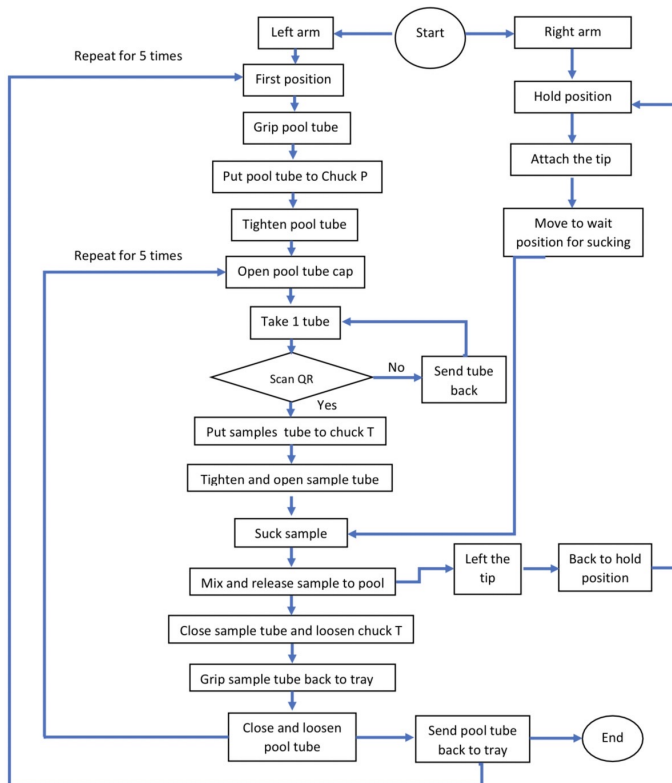 Left arm
Start
Right arm
Repeat for 5 times
First position
Hold position
Grip pool tube
Attach the tip
Put pool tube to Chuck P
Tighten pool tube
Move to wait
position for sucking
Repeat for 5 times
Open pool tube cap
Take 1 tube
Scan QR
No
Send tube
back
Yes
Put samples tube to chuck T
Tighten and open sample tube
Suck sample
Mix and release sample to pool
Left the
tip
Back to hold
position
Close sample tube and loosen chuck T
Grip sample tube back to tray
Close and loosen
pool tube
Send pool tube
back to tray
End